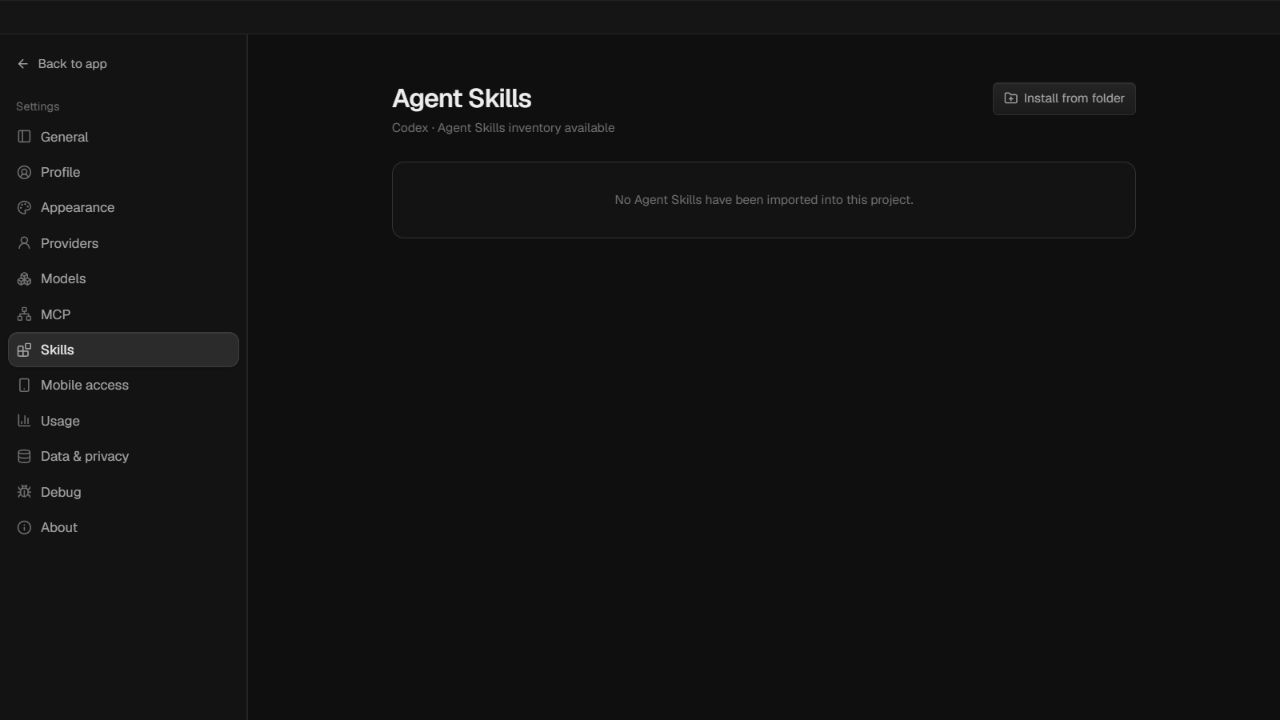 Back to app
Settings
General
Profile
Appearance
Providers
Models
MCP
Skills
Mobile access
Usage
Data & privacy
Debug
About
Agent Skills
Install from folder
Codex · Agent Skills inventory available
No Agent Skills have been imported into this project.